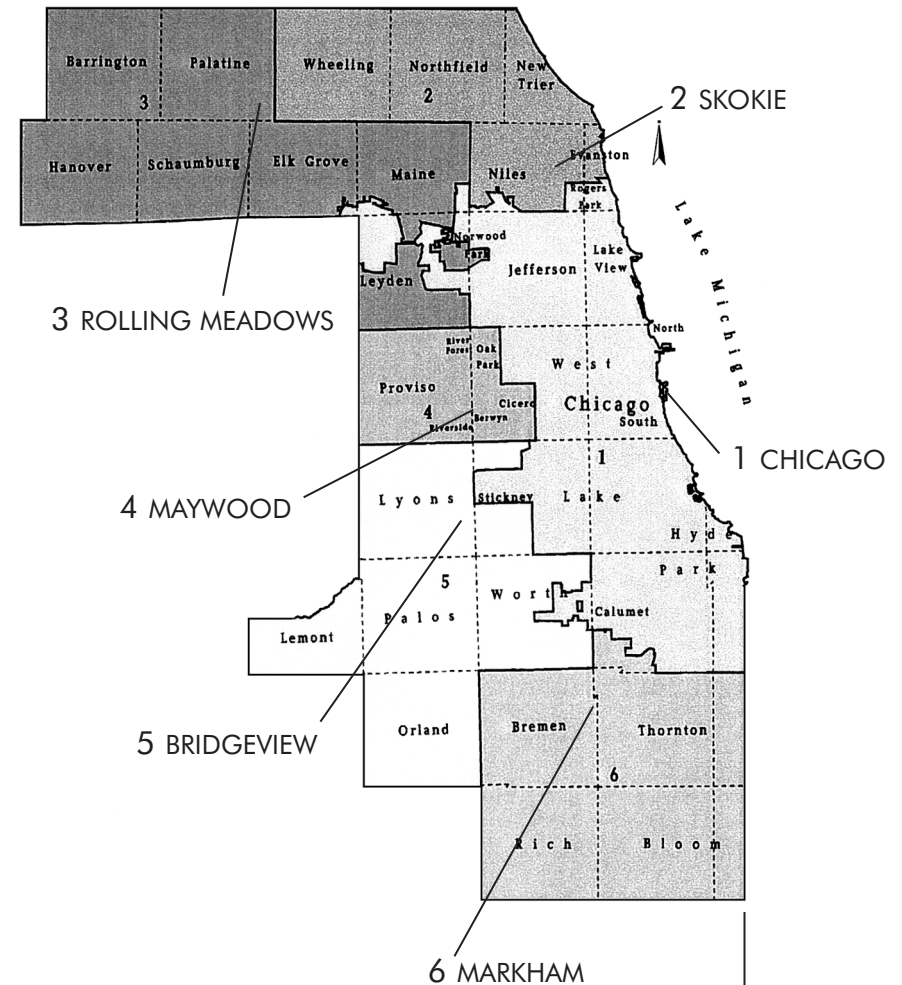 Barrington
Palatine
Wheeling
Northfield
New
Trier
3
2
2 SKOKIE
Hanover
Schaumburg
Elk Grove
Maine
Niles
Evanston
Rogers
Park
Norwood
Park
Jefferson
Lake
View
Lake Michigan
Leyden
3 ROLLING MEADOWS
North
River
Forest
Oak
Park
West
Proviso
4
Cicero
Berwyn
Riverside
Chicago
South
1
1 CHICAGO
4 MAYWOOD
Lyons
Stickney
Lake
Hyde
Park
5
Worth
Calumet
Palos
Lemont
5 BRIDGEVIEW
Orland
Bremen
Thornton
6
Rich
Bloom
6 MARKHAM